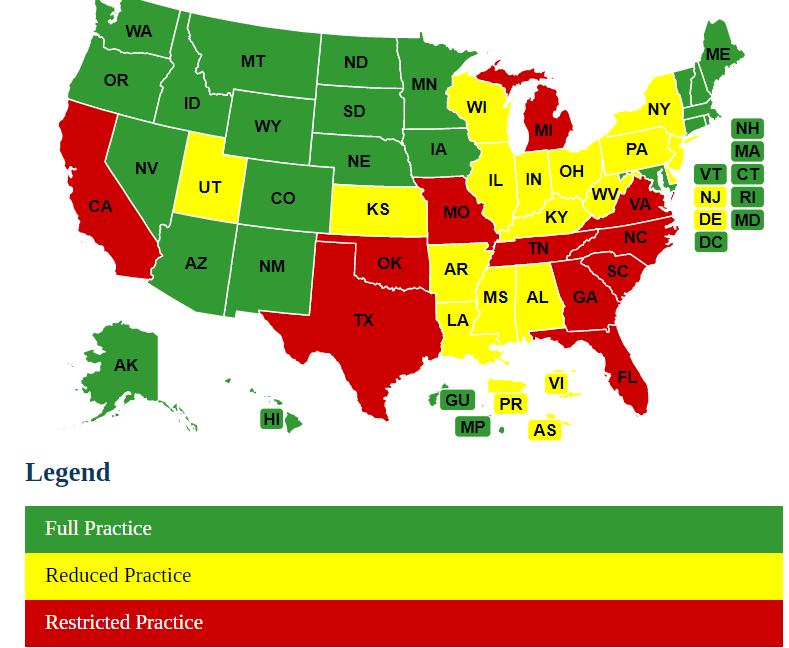 WA
MT
ND
MN
ME
OR
ID
SD
WI
NY
WY
MI
NH
IA
PA
MA
NV
NE
IL
IN
OH
VT
CT
UT
CO
WV
NJ
RI
CA
KS
MO
KY
VA
DE
MD
NC
DC
TN
AZ
NM
OK
AR
SC
MS
AL
GA
TX
LA
AK
FL
VI
GU
PR
HI
MP
AS
Legend
Full Practice
Reduced Practice
Restricted Practice